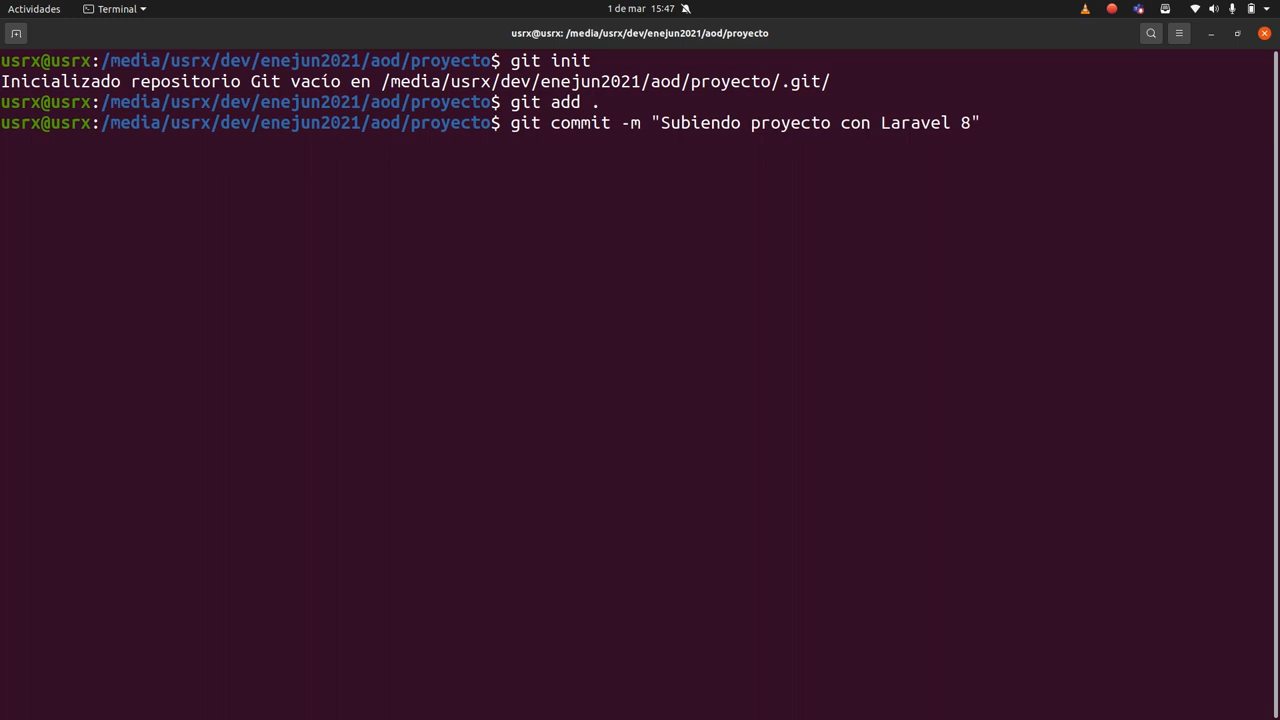 Actividades Terminal 1 de mar 15:47
usrx@usrx: /media/usrx/dev/enejun2021/aod/proyecto
usrx@usrx:/media/usrx/dev/enejun2021/aod/proyecto$ git init
Inicializado repositorio Git vacío en /media/usrx/dev/enejun2021/aod/proyecto/.git/
usrx@usrx:/media/usrx/dev/enejun2021/aod/proyecto$ git add .
usrx@usrx:/media/usrx/dev/enejun2021/aod/proyecto$ git commit -m "Subiendo proyecto con Laravel 8"